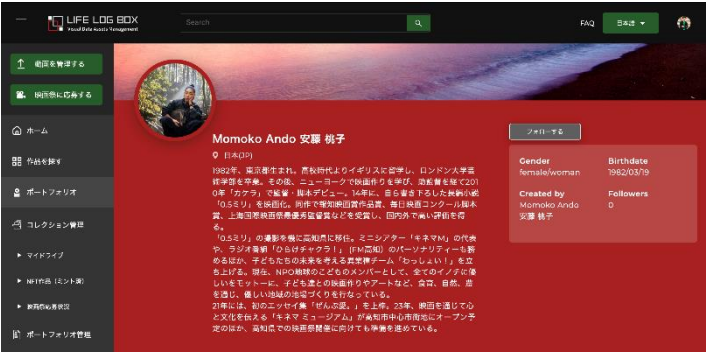 LIFE LOG BOX
Visual Data Assets Management
Search
FAQ
日本語
動画を管理する
映画祭に応募する
ホーム
作品を探す
ポートフォリオ
コレクション管理
マイドライブ
NFT作品（ミント済）
映画祭応募状況
ポートフォリオ管理
Momoko Ando 安藤 桃子
日本(JP)
1982年、東京都生まれ。高校時代よりイギリスに留学し、ロンドン大学芸
術学部を卒業。その後、ニューヨークで映画作りを学び、助監督を経て201
0年「カケラ」で監督・脚本デビュー。14年に、自ら書き下ろした長編小説
「0.5ミリ」を映画化。同作で報知映画賞作品賞、毎日映画コンクール脚本
賞、上海国際映画祭最優秀監督賞などを受賞し、国内外で高い評価を得
る。
「0.5ミリ」の撮影を機に高知県に移住。ミニシアター「キネマM」の代表
や、ラジオ番組「ひらけチャクラ！」(FM高知）のパーソナリティーも務
めるほか、子どもたちの未来を考える異業種チーム「わっしょい！」を立
ち上げる。現在、NPO地球のこどものメンバーとして、全てのイノチに優
しいをモットーに、子ども達との映画作りやアートなど、食育、自然、
を通じ、優しい地域の地場づくりを行なっている。
21年には、初のエッセイ集「ぜんぶ愛。」を上梓。23年、映画を通じて心
と文化を伝える「キネマ ミュージアム」が高知市中心市街地にオープン予
定のほか、高知県での映画祭開催に向けても準備を進めている。
フォローする
Gender
female/woman
Birthdate
1982/03/19
Created by
Momoko Ando
安藤 桃子
Followers
0